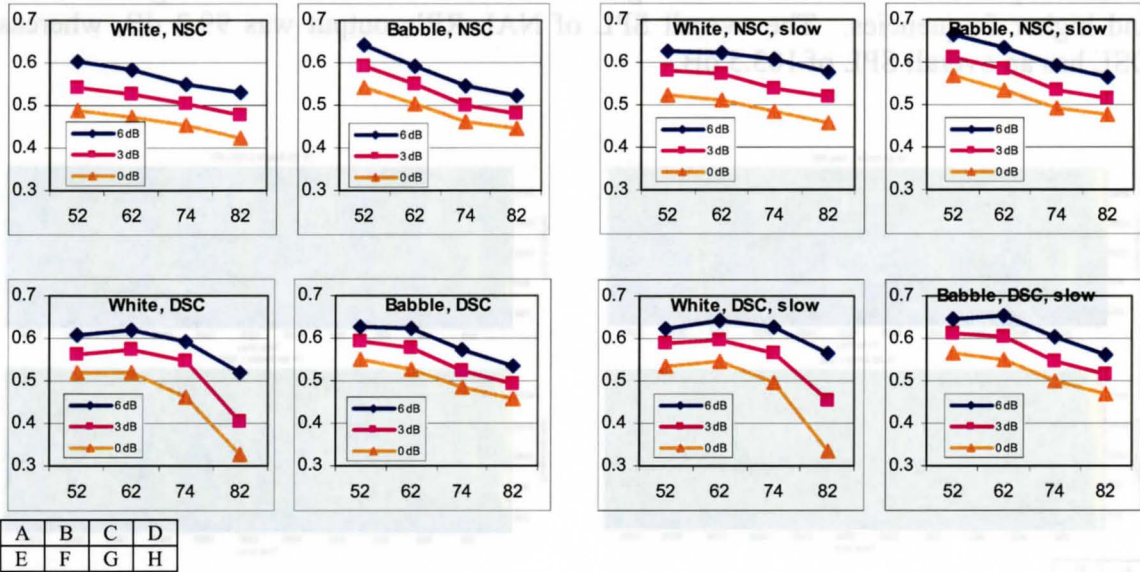 of output was whereas
0.7 White, NSC
0.6
0.5
0.4
0.3
6 dB
3 dB
0 dB
52 62 74 82
0.7 Babble, NSC
0.6
0.5
0.4
0.3
6 dB
3 dB
0 dB
52 62 74 82
0.7 White, NSC, slow
0.6
0.5
0.4
0.3
6 dB
3 dB
0 dB
52 62 74 82
0.7 Babble, NSC, slow
0.6
0.5
0.4
0.3
6 dB
3 dB
0 dB
52 62 74 82
0.7 White, DSC
0.6
0.5
0.4
0.3
6 dB
3 dB
0 dB
52 62 74 82
0.7 Babble, DSC
0.6
0.5
0.4
0.3
6 dB
3 dB
0 dB
52 62 74 82
0.7 White, DSC, slow
0.6
0.5
0.4
0.3
6 dB
3 dB
0 dB
52 62 74 82
0.7 Babble, DSC, slow
0.6
0.5
0.4
0.3
6 dB
3 dB
0 dB
52 62 74 82
A B C D
E F G H